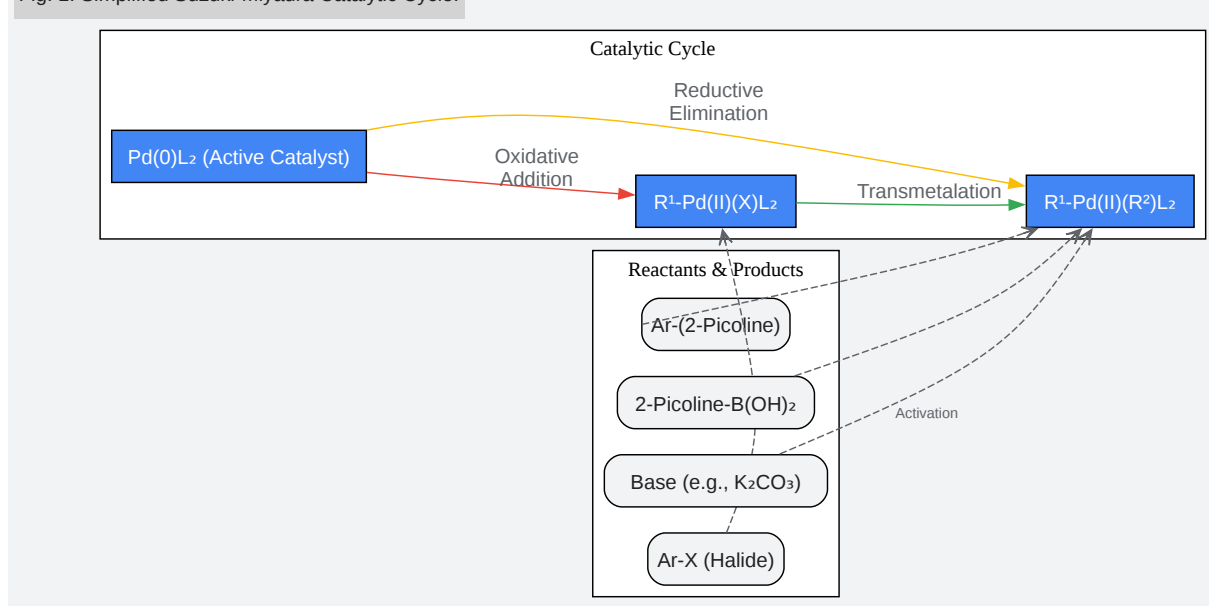 Catalytic Cycle
Reductive
Elimination
Pd(0)L₂ (Active Catalyst)
Oxidative
Addition
R¹-Pd(II)(X)L₂
Transmetalation
R¹-Pd(II)(R²)L₂
Reactants & Products
Ar-(2-Picoline)
2-Picoline-B(OH)₂
Activation
Base (e.g., K₂CO₃)
Ar-X (Halide)